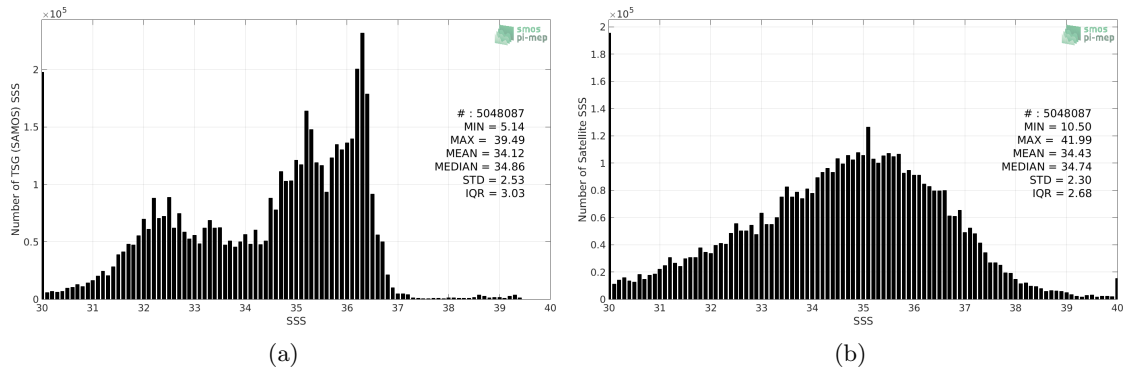 ×10⁵
smos
pi-mep
# : 5048087
MIN = 5.14
MAX = 39.49
MEAN = 34.12
MEDIAN = 34.86
STD = 2.53
IQR = 3.03
Number of TSG (SAMOS) SSS
2
1.5
1
0.5
0
30 31 32 33 34 35 36 37 38 39 40
SSS
(a)
×10⁵
smos
pi-mep
# : 5048087
MIN = 10.50
MAX = 41.99
MEAN = 34.43
MEDIAN = 34.74
STD = 2.30
IQR = 2.68
Number of Satellite SSS
2
1.8
1.6
1.4
1.2
1
0.8
0.6
0.4
0.2
0
30 31 32 33 34 35 36 37 38 39 40
SSS
(b)